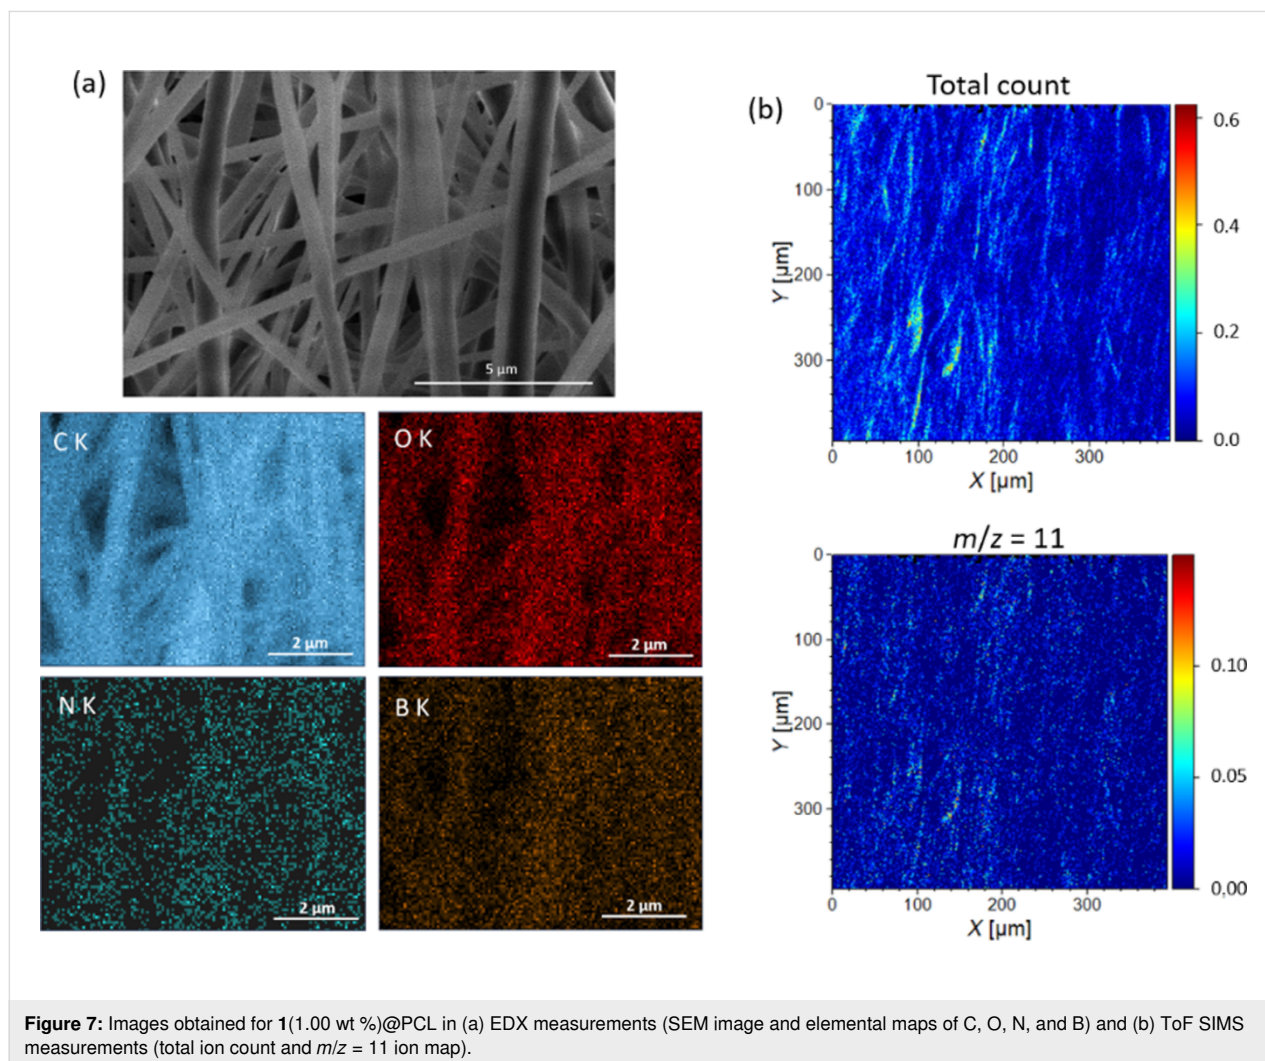 (a)
5 µm
C K
2 µm
O K
2 µm
N K
2 µm
B K
2 µm
(b)
Total count
0
100
200
300
Y [µm]
0
100
200
300
X [µm]
0.6
0.4
0.2
0.0
m/z = 11
0
100
200
300
Y [µm]
0
100
200
300
X [µm]
0.10
0.05
0,00
Figure 7: Images obtained for 1(1.00 wt %)@PCL in (a) EDX measurements (SEM image and elemental maps of C, O, N, and B) and (b) ToF SIMS
measurements (total ion count and m/z = 11 ion map).